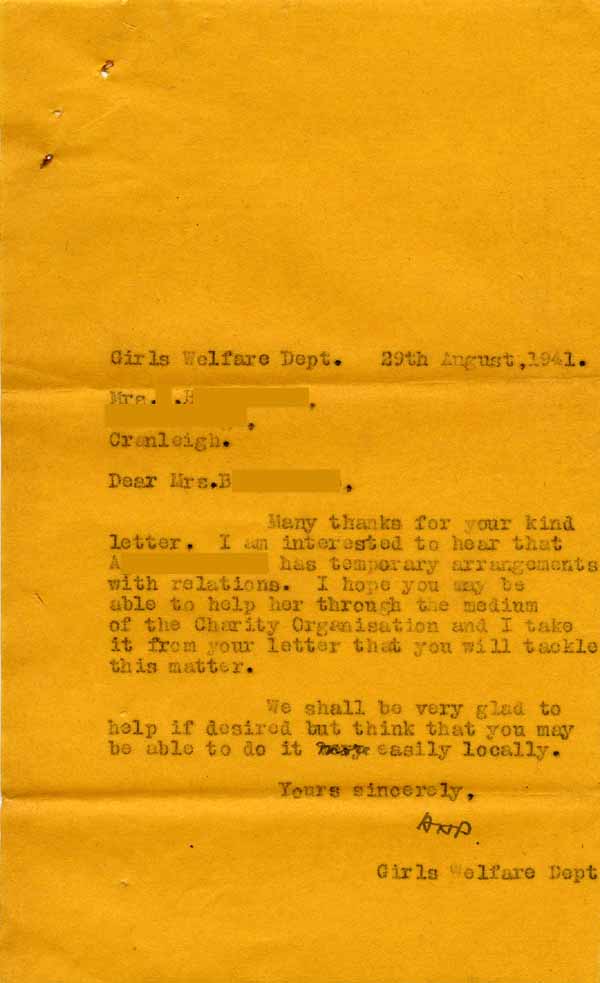 Girls Welfare Dept. 29th August,1941.
Mrs. .B ,
,
Cranleigh.
Dear Mrs.B ,
Many thanks for your kind
letter. I am interested to hear that
A has temporary arrangements
with relations. I hope you may be
able to help her through the medium
of the Charity Organisation and I take
it from your letter that you will tackle
this matter.
We shall be very glad to
help if desired but think that you may
be able to do it more easily locally.
Yours sincerely,
Girls Welfare Dept